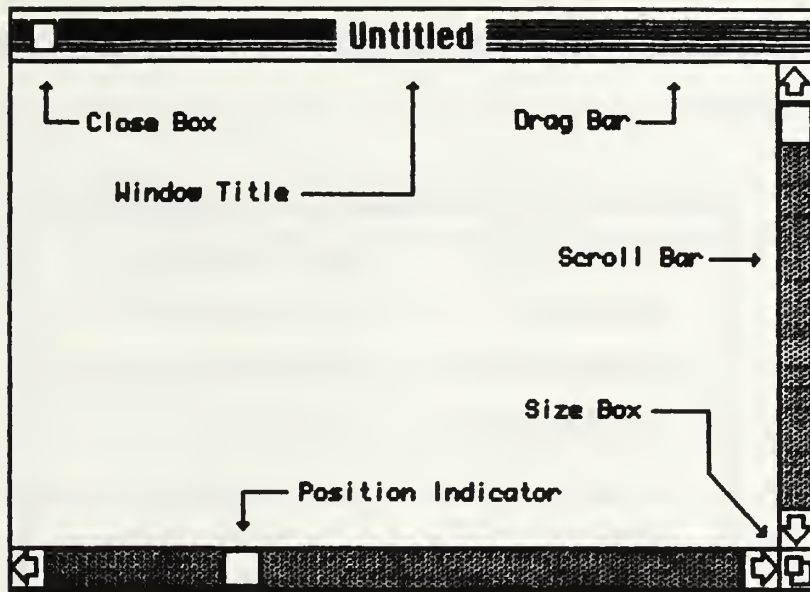 Untitled
Close Box
Drag Bar
Window Title
Scroll Bar
Size Box
Position Indicator